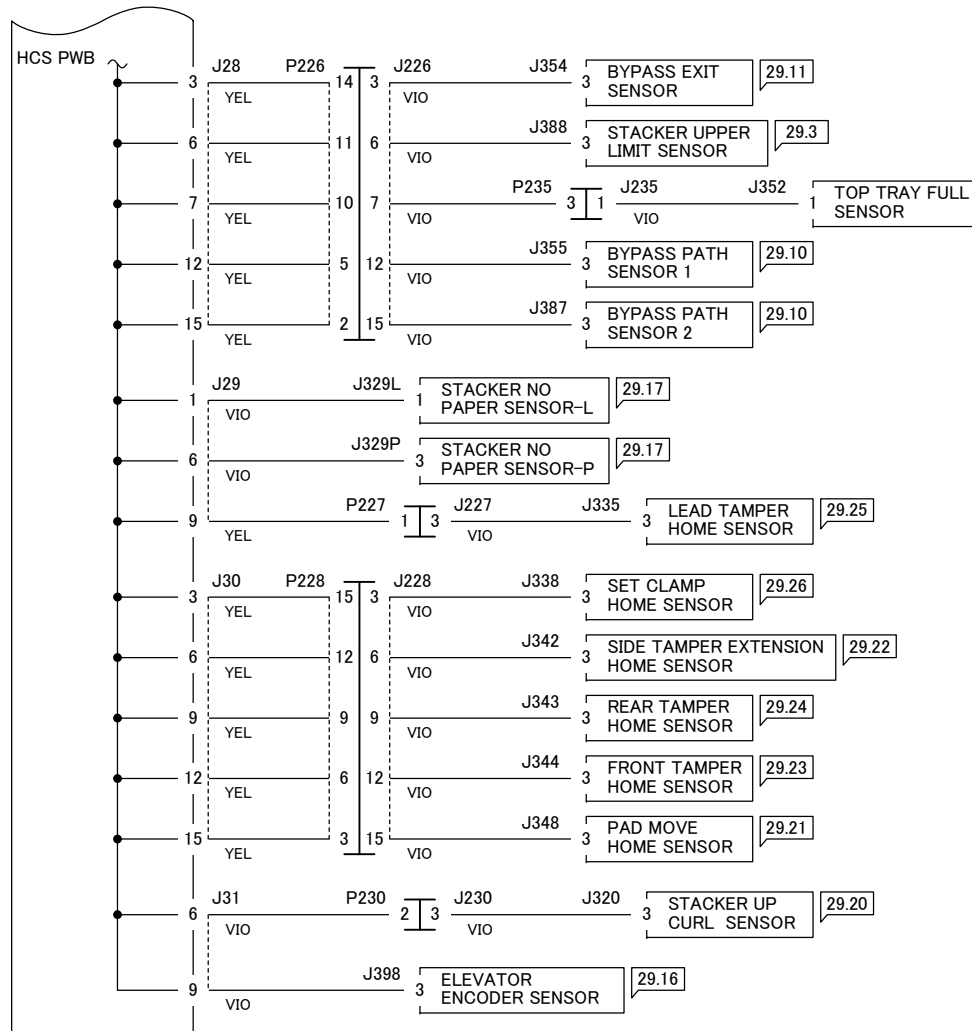 HCS PWB
J28 P226 J226 J354
3 14 3 3 BYPASS EXIT 29.11
SENSOR
YEL VIO
J388
6 11 6 3 STACKER UPPER 29.3
LIMIT SENSOR
YEL VIO
P235 J235 J352
7 10 7 3 1 1 TOP TRAY FULL
SENSOR
YEL VIO VIO
J355
12 5 12 3 BYPASS PATH 29.10
SENSOR 1
YEL VIO
J387
15 2 15 3 BYPASS PATH 29.10
SENSOR 2
YEL VIO
J29 J329L
1 1 STACKER NO 29.17
PAPER SENSOR-L
VIO
J329P
6 3 STACKER NO 29.17
PAPER SENSOR-P
VIO
P227 J227 J335
9 1 3 3 LEAD TAMPER 29.25
HOME SENSOR
YEL VIO
J30 P228 J228 J338
3 15 3 3 SET CLAMP 29.26
HOME SENSOR
YEL VIO
J342
6 12 6 3 SIDE TAMPER EXTENSION 29.22
HOME SENSOR
YEL VIO
J343
9 9 9 3 REAR TAMPER 29.24
HOME SENSOR
YEL VIO
J344
12 6 12 3 FRONT TAMPER 29.23
HOME SENSOR
YEL VIO
J348
15 3 15 3 PAD MOVE 29.21
HOME SENSOR
YEL VIO
J31 P230 J230 J320
6 2 3 3 STACKER UP 29.20
CURL SENSOR
VIO VIO
J398
9 3 ELEVATOR 29.16
ENCODER SENSOR
VIO